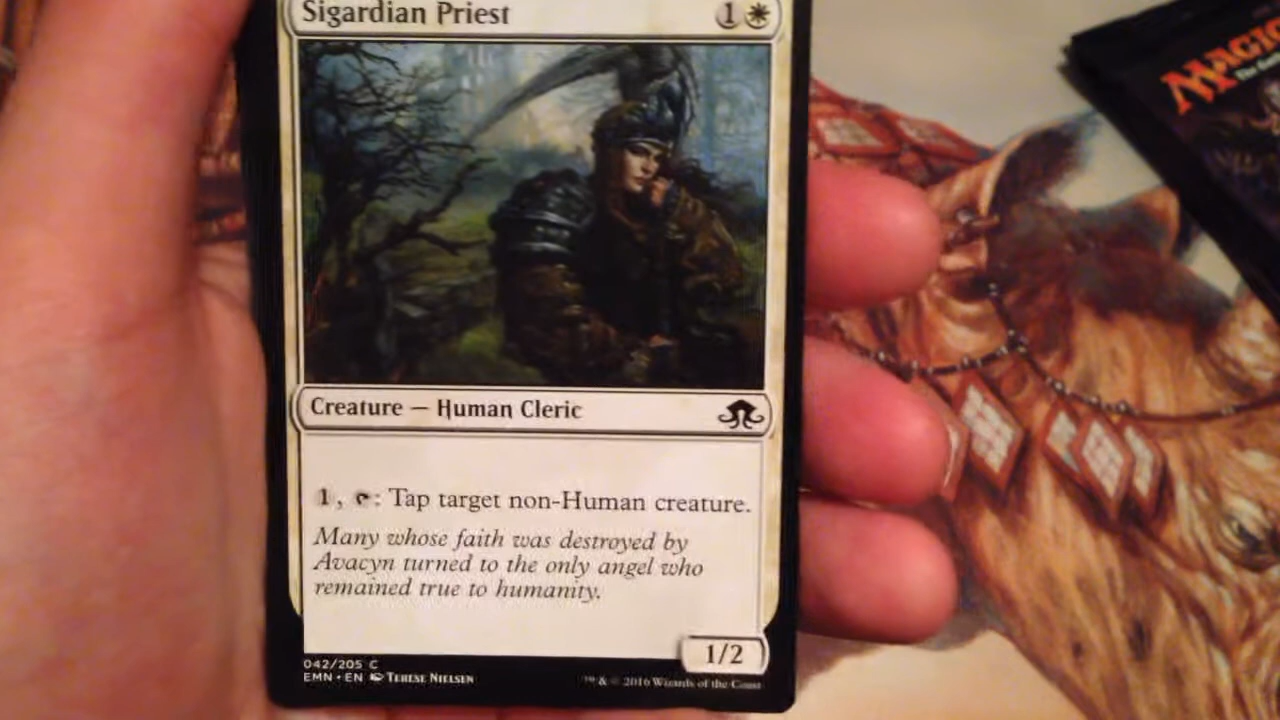 Sigardian Priest 1
MAGIC
Creature — Human Cleric
1, : Tap target non-Human creature.
Many whose faith was destroyed by
Avacyn turned to the only angel who
remained true to humanity.
1/2
042/205 C
EMN • EN TERESE NIELSEN
™ & © 2016 Wizards of the Coast